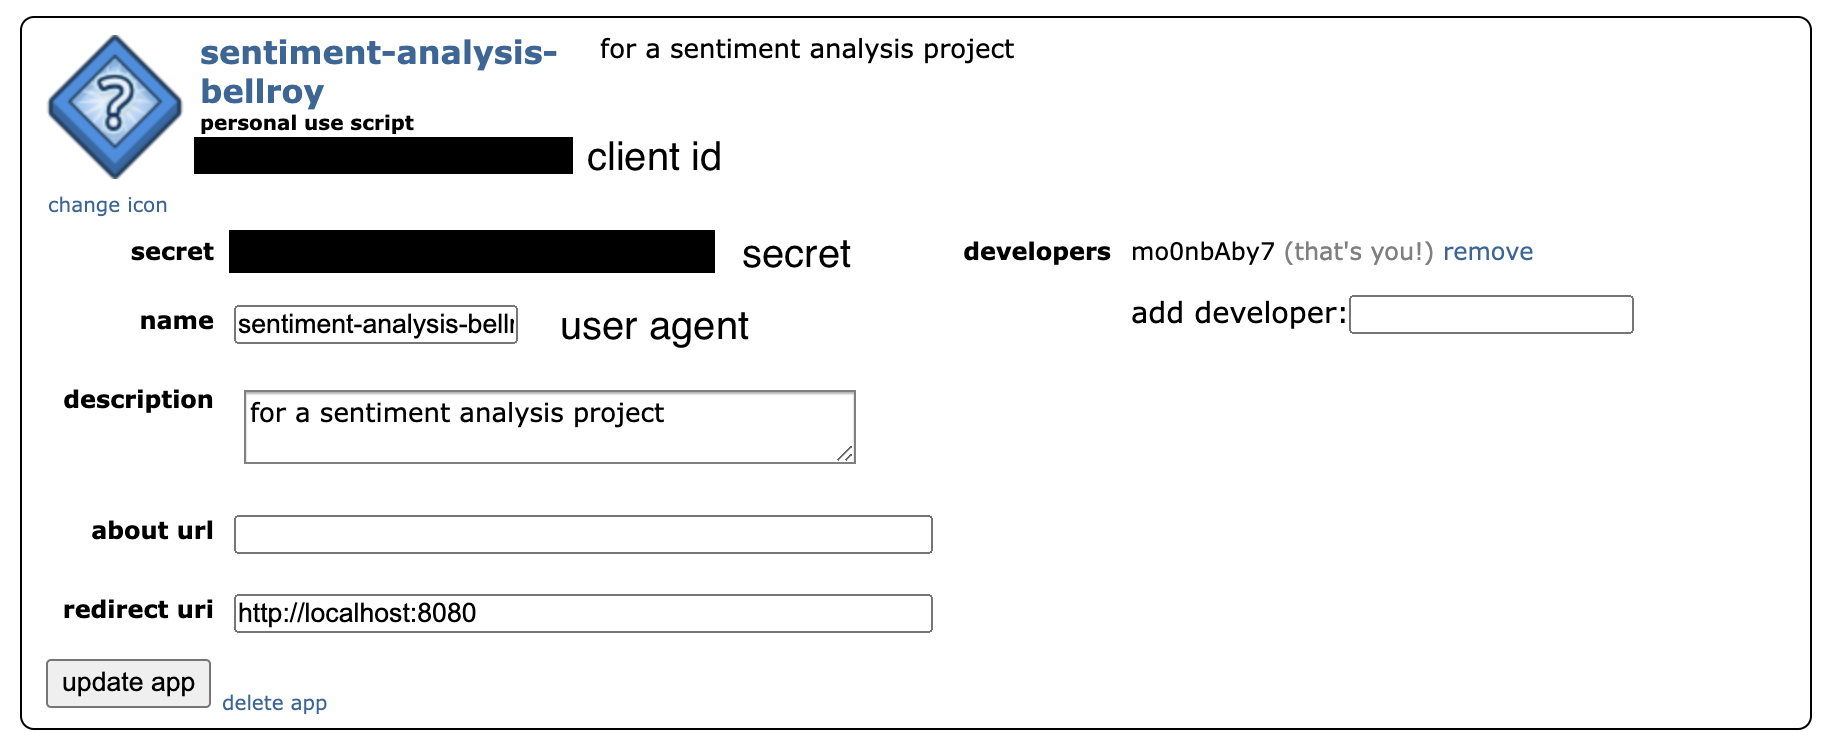 sentiment-analysis-
bellroy
for a sentiment analysis project
personal use script
client id
change icon
secret
secret
developers mo0nbAby7 (that's you!) remove
name sentiment-analysis-bellr
user agent
add developer:
description for a sentiment analysis project
about url
redirect uri http://localhost:8080
update app
delete app